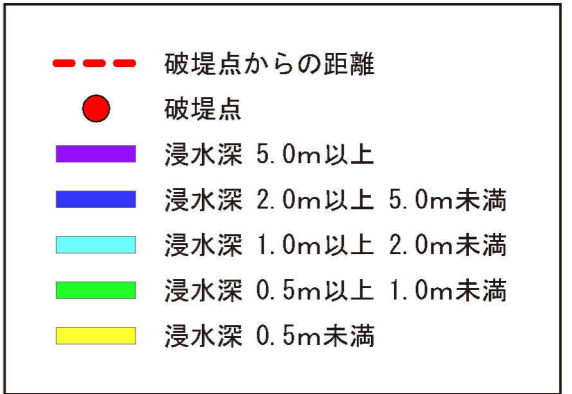 破堤点からの距離
破堤点
浸水深 5.0m以上
浸水深 2.0m以上 5.0m未満
浸水深 1.0m以上 2.0m未満
浸水深 0.5m以上 1.0m未満
浸水深 0.5m未満